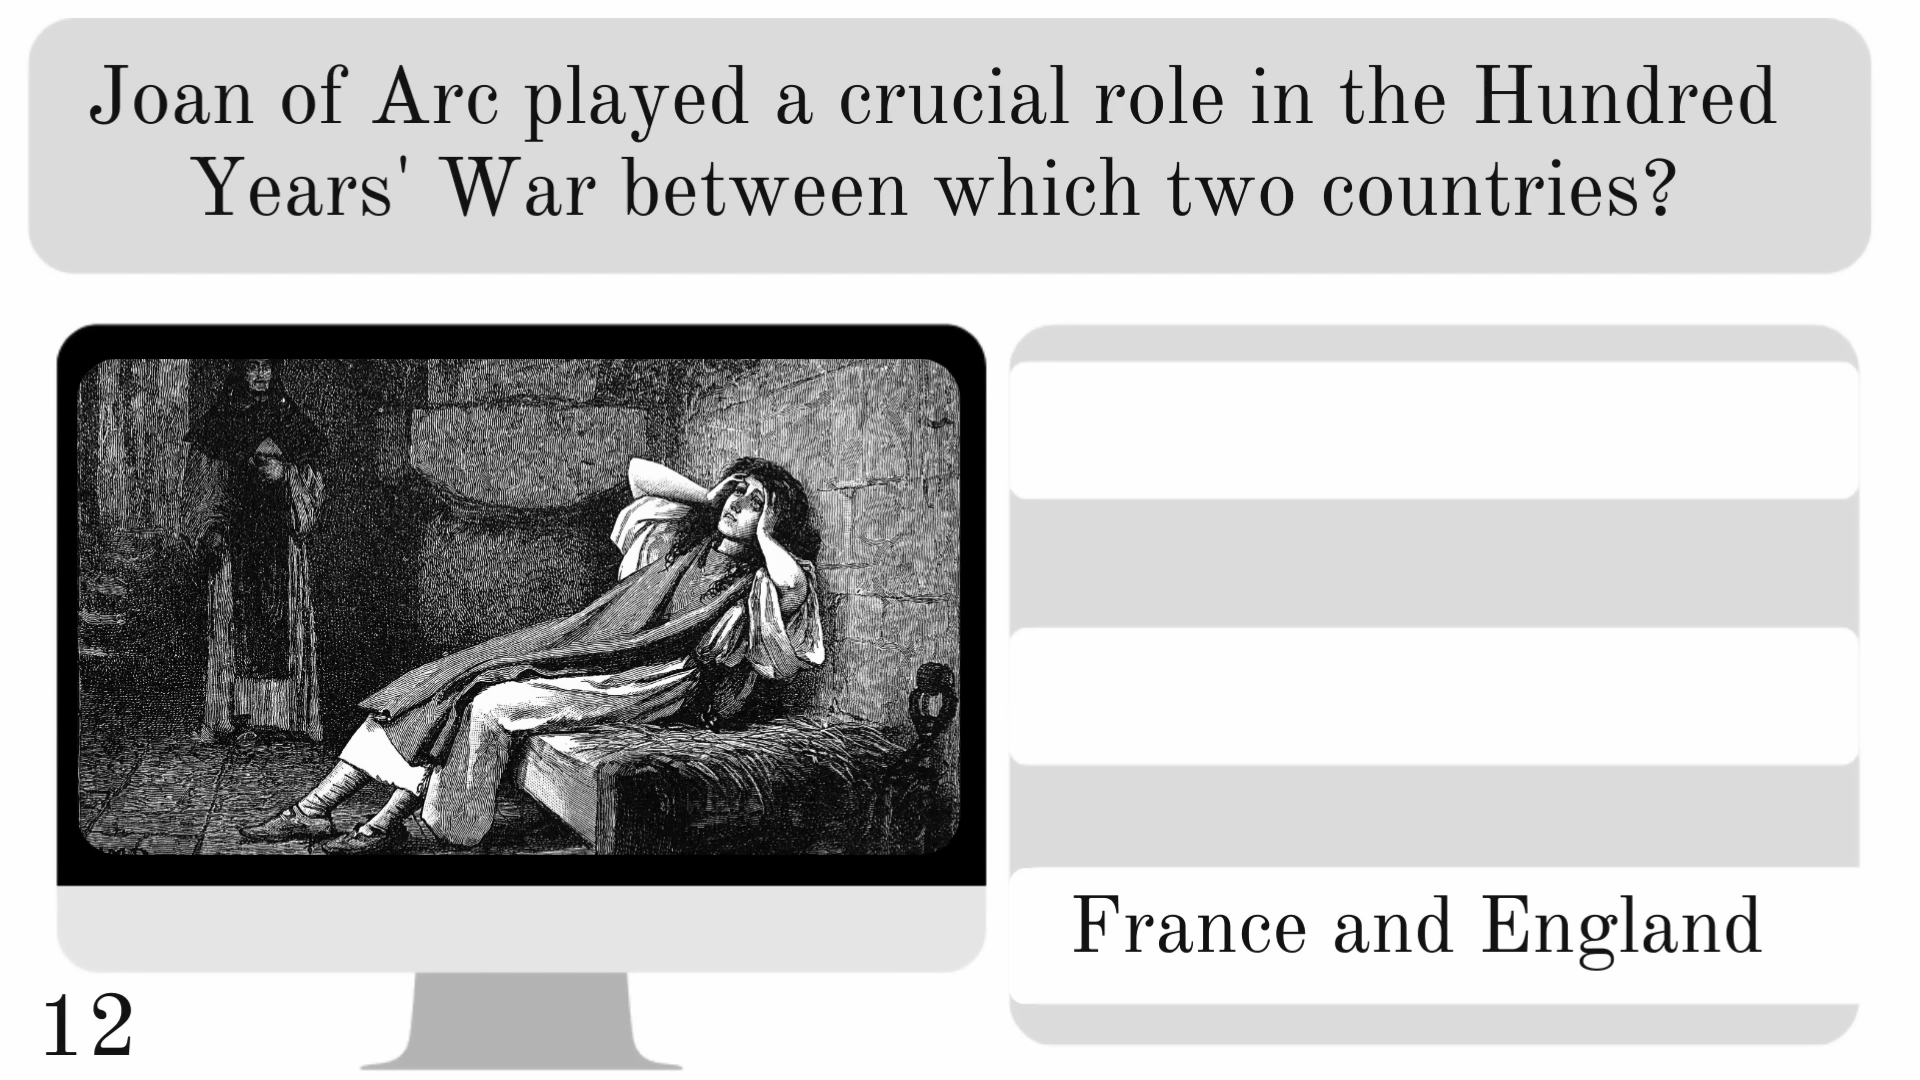 Joan of Arc played a crucial role in the Hundred
Years' War between which two countries?
France and England
12